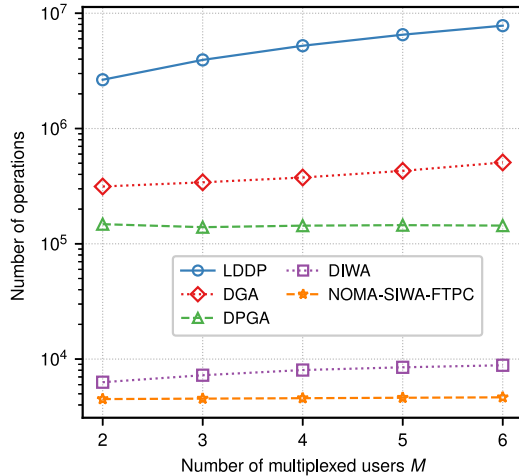 10^7
10^6
10^5
10^4
Number of operations
LDDP
DGA
DPGA
DIWA
NOMA-SIWA-FTPC
2 3 4 5 6
Number of multiplexed users M